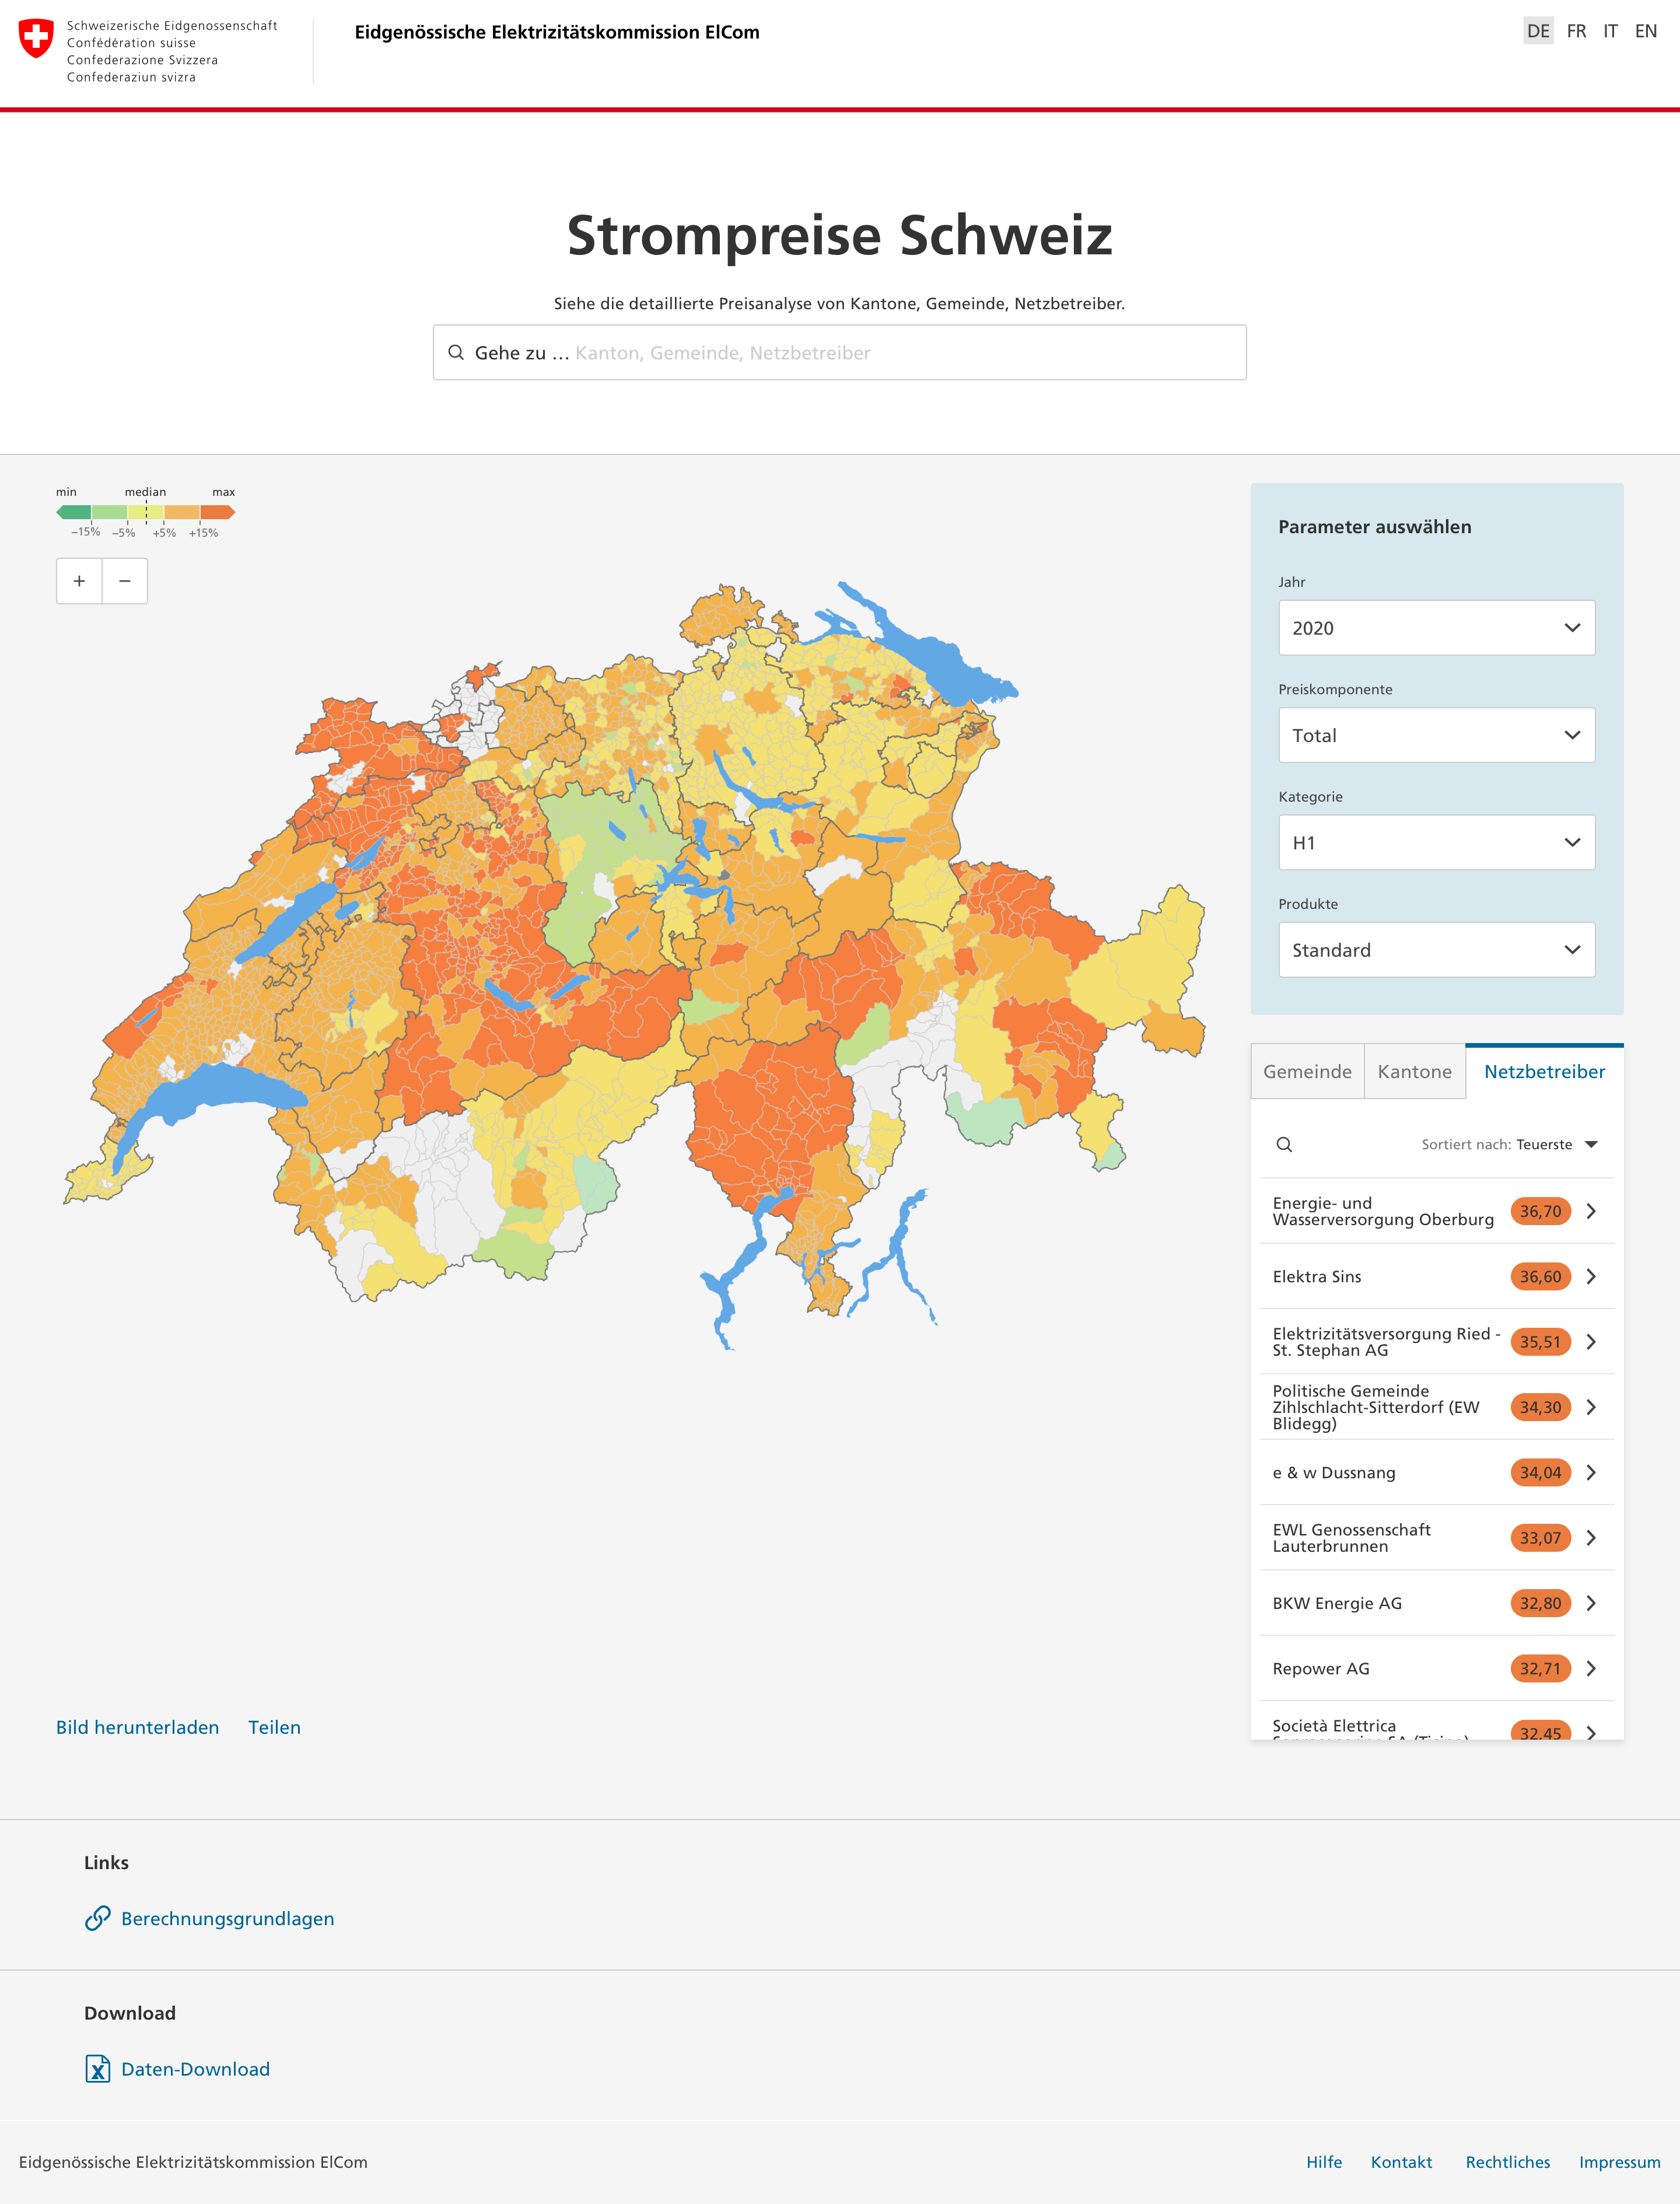 Schweizerische Eidgenossenschaft
Confédération suisse
Confederazione Svizzera
Confederaziun svizra
Eidgenössische Elektrizitätskommission ElCom
DE FR IT EN
Strompreise Schweiz
Siehe die detaillierte Preisanalyse von Kantone, Gemeinde, Netzbetreiber.
Gehe zu … Kanton, Gemeinde, Netzbetreiber
min median max
−15% −5% +5% +15%
+ −
Parameter auswählen
Jahr
2020
Preiskomponente
Total
Kategorie
H1
Produkte
Standard
Gemeinde Kantone Netzbetreiber
Sortiert nach: Teuerste
Energie- und
Wasserversorgung Oberburg
36,70
Elektra Sins
36,60
Elektrizitätsversorgung Ried -
St. Stephan AG
35,51
Politische Gemeinde
Zihlschlacht-Sitterdorf (EW
Blidegg)
34,30
e & w Dussnang
34,04
EWL Genossenschaft
Lauterbrunnen
33,07
BKW Energie AG
32,80
Repower AG
32,71
Società Elettrica
32,45
Bild herunterladen Teilen
Links
Berechnungsgrundlagen
Download
Daten-Download
Eidgenössische Elektrizitätskommission ElCom
Hilfe Kontakt Rechtliches Impressum